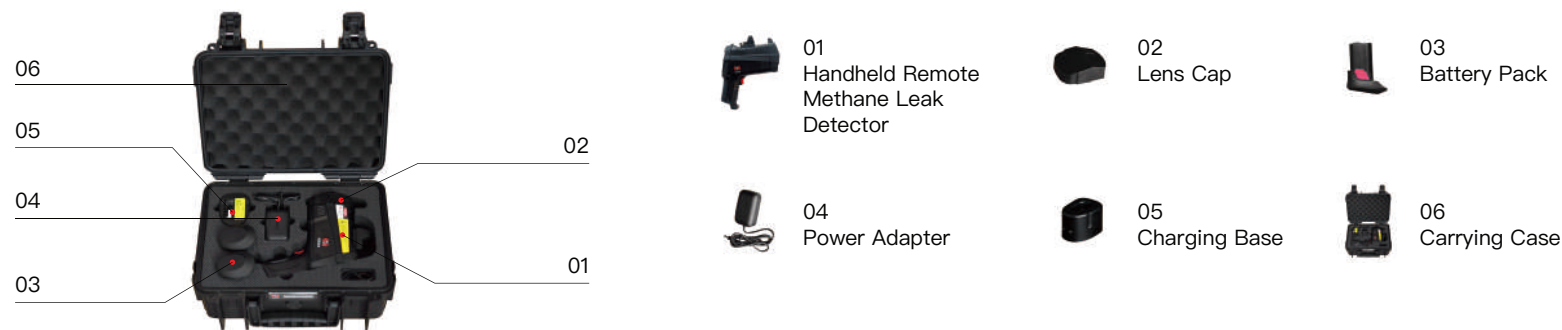 06
05
04
03
02
01
01
Handheld Remote
Methane Leak
Detector
02
Lens Cap
03
Battery Pack
04
Power Adapter
05
Charging Base
06
Carrying Case